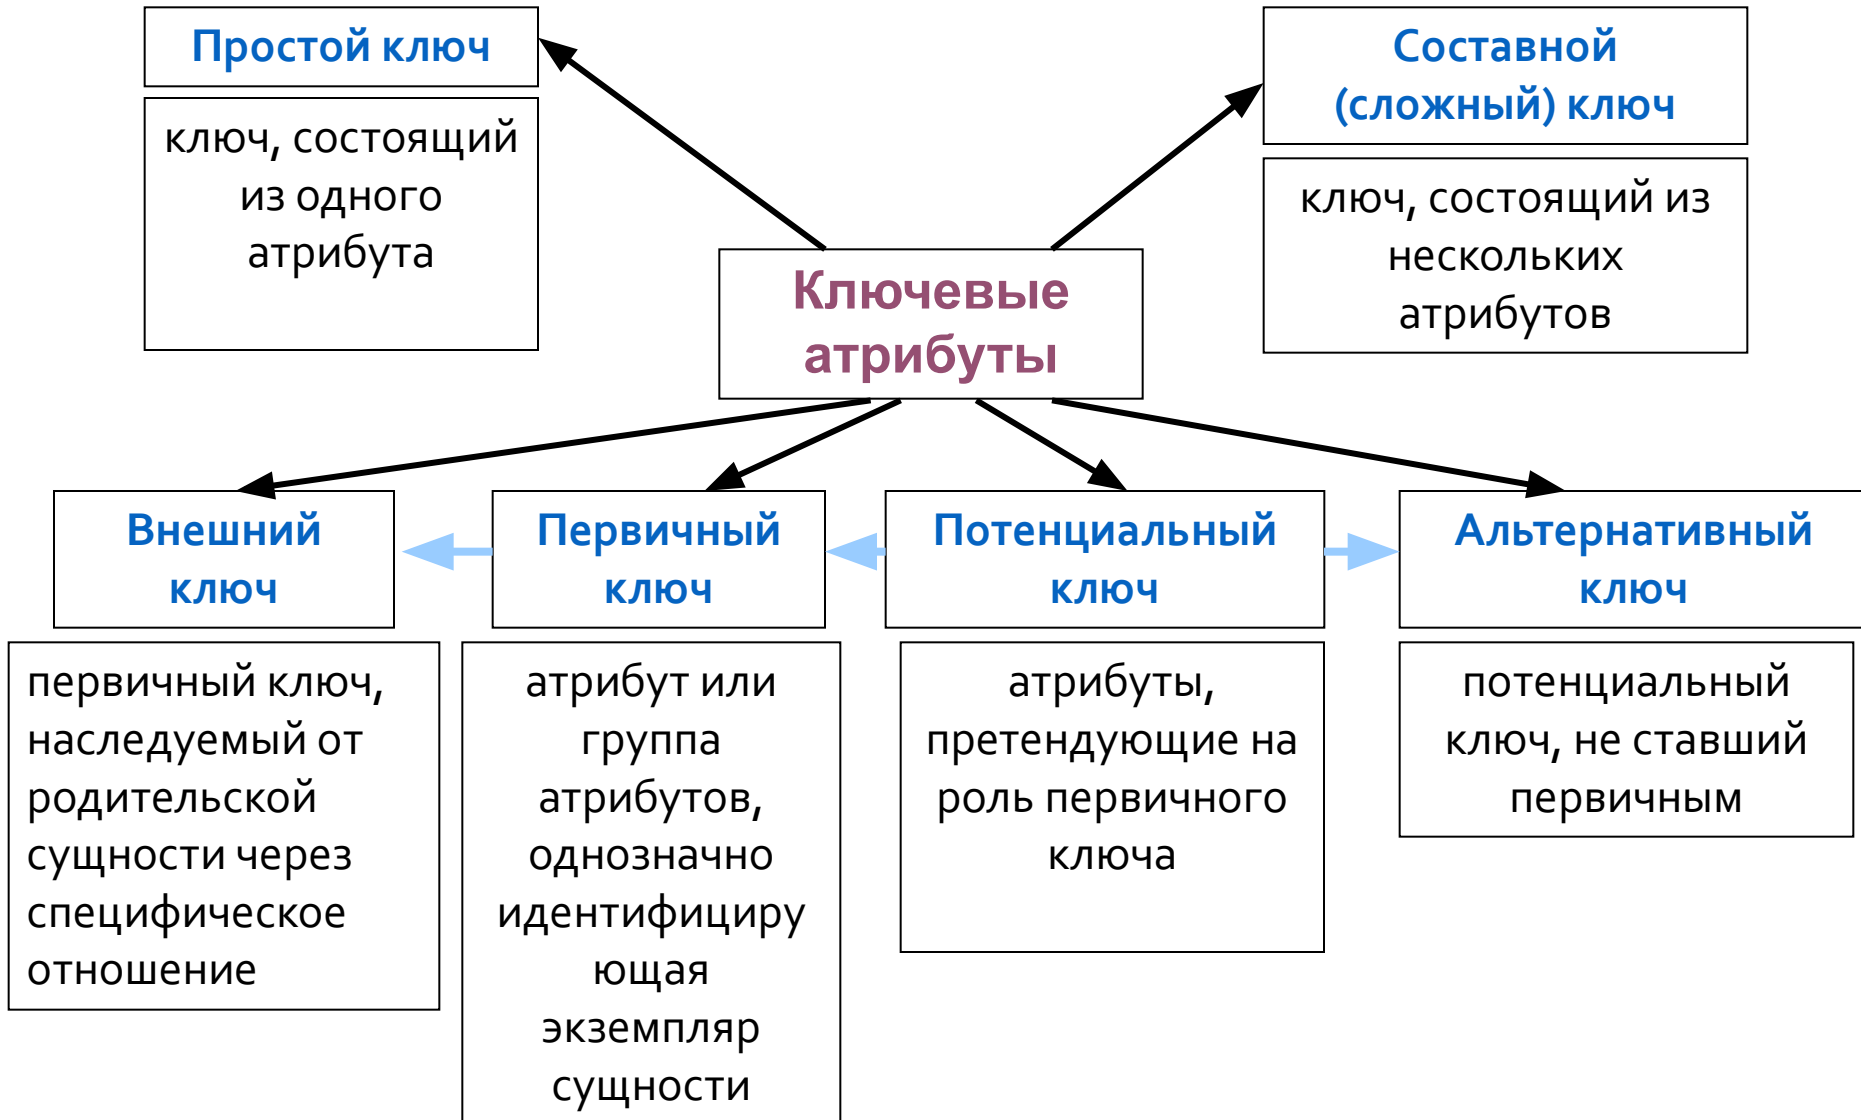 Простой ключ
ключ, состоящий
из одного
атрибута
Составной
(сложный) ключ
ключ, состоящий из
нескольких
атрибутов
Ключевые
атрибуты
Внешний
ключ
первичный ключ,
наследуемый от
родительской
сущности через
специфическое
отношение
Первичный
ключ
атрибут или
группа
атрибутов,
однозначно
идентифициру
ющая
экземпляр
сущности
Потенциальный
ключ
атрибуты,
претендующие на
роль первичного
ключа
Альтернативный
ключ
потенциальный
ключ, не ставший
первичным